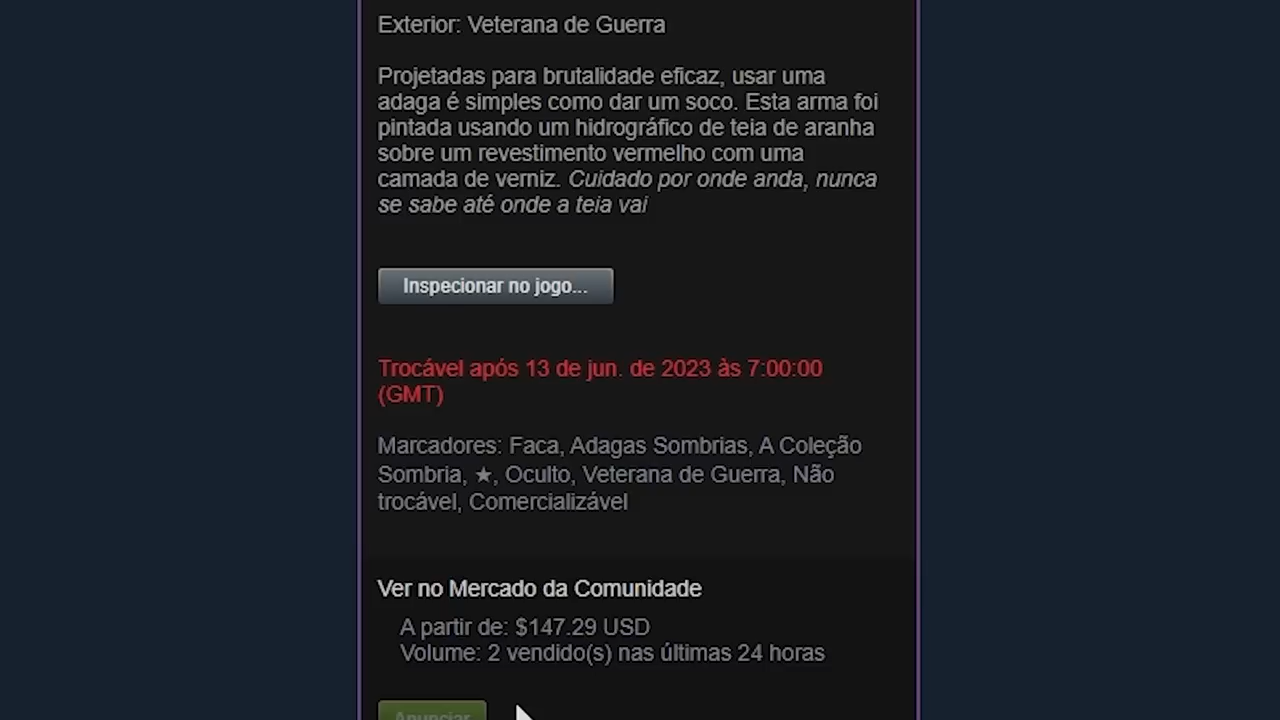 Exterior: Veterana de Guerra
Projetadas para brutalidade eficaz, usar uma
adaga é simples como dar um soco. Esta arma foi
pintada usando um hidrográfico de teia de aranha
sobre um revestimento vermelho com uma
camada de verniz. Cuidado por onde anda, nunca
se sabe até onde a teia vai
Inspecionar no jogo...
Trocável após 13 de jun. de 2023 às 7:00:00
(GMT)
Marcadores: Faca, Adagas Sombrias, A Coleção
Sombria, ★, Oculto, Veterana de Guerra, Não
trocável, Comercializável
Ver no Mercado da Comunidade
A partir de: $147.29 USD
Volume: 2 vendido(s) nas últimas 24 horas
Anunciar